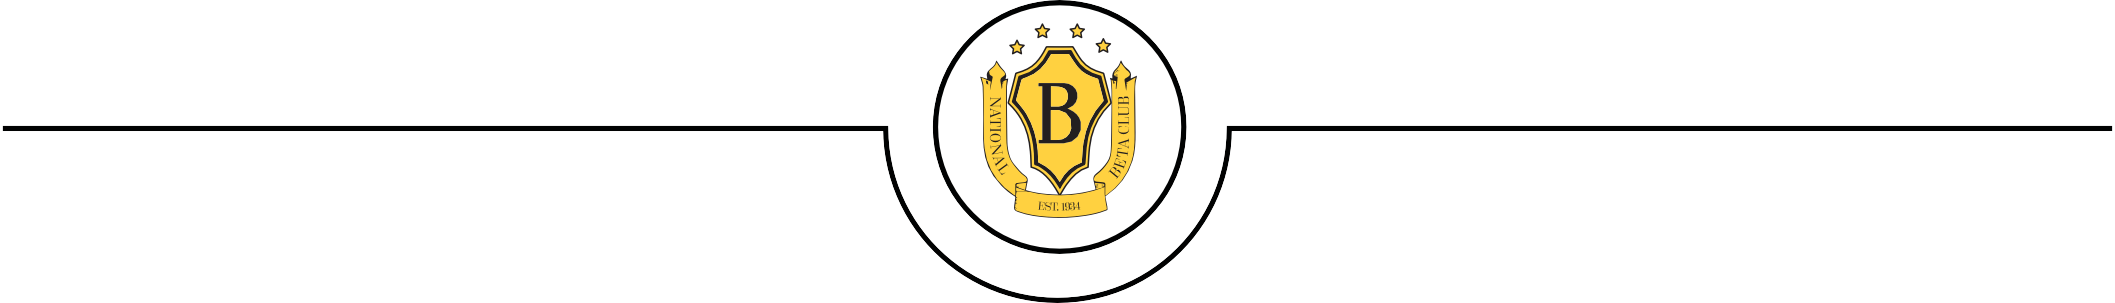 B
NATIONAL
BETA CLUB
EST. 1934